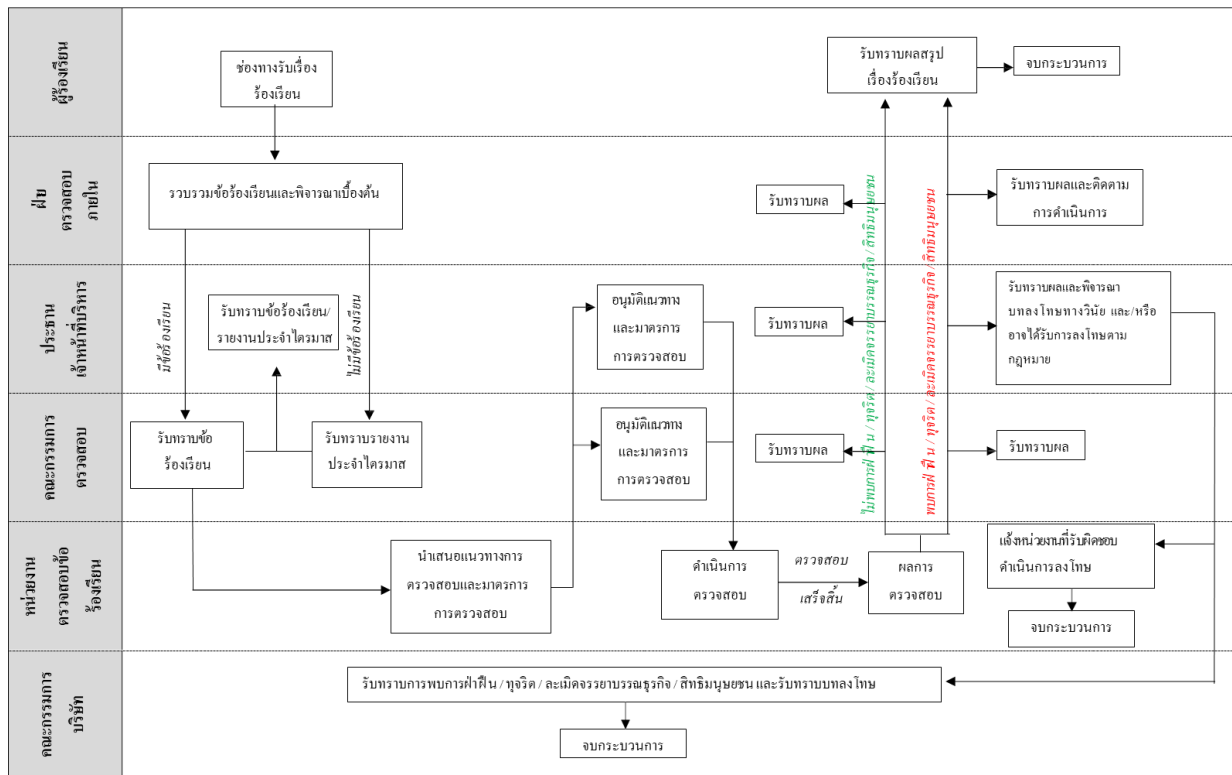 ผู้ร้องเรียน
ช่องทางรับเรื่อง
ร้องเรียน
รับทราบผลสรุป
เรื่องร้องเรียน
จบกระบวนการ
ฝ่าย
ตรวจสอบ
ภายใน
รวบรวมข้อร้องเรียนและพิจารณาเบื้องต้น
รับทราบผล
รับทราบผลและติดตาม
การดำเนินการ
ไม่พบการฝ่าฝืน / ทุจริต / ละเมิดจรรยาบรรณธุรกิจ / สิทธิมนุษยชน
พบการฝ่าฝืน / ทุจริต / ละเมิดจรรยาบรรณธุรกิจ / สิทธิมนุษยชน
ประธาน
เจ้าหน้าที่บริหาร
มีข้อร้องเรียน
รับทราบข้อร้องเรียน/
รายงานประจำไตรมาส
ไม่มีข้อร้องเรียน
อนุมัติแนวทาง
และมาตรการ
การตรวจสอบ
รับทราบผล
รับทราบผลและพิจารณา
บทลงโทษทางวินัย และ/หรือ
อาจได้รับการลงโทษตาม
กฎหมาย
คณะกรรมการ
ตรวจสอบ
รับทราบข้อ
ร้องเรียน
รับทราบรายงาน
ประจำไตรมาส
อนุมัติแนวทาง
และมาตรการ
การตรวจสอบ
รับทราบผล
รับทราบผล
หน่วยงาน
ตรวจสอบข้อ
ร้องเรียน
นำเสนอแนวทางการ
ตรวจสอบและมาตรการ
การตรวจสอบ
ดำเนินการ
ตรวจสอบ
ตรวจสอบ
เสร็จสิ้น
ผลการ
ตรวจสอบ
แจ้งหน่วยงานที่รับผิดชอบ
ดำเนินการลงโทษ
จบกระบวนการ
คณะกรรมการ
บริษัท
รับทราบการพบการฝ่าฝืน / ทุจริต / ละเมิดจรรยาบรรณธุรกิจ / สิทธิมนุษยชน และรับทราบบทลงโทษ
จบกระบวนการ